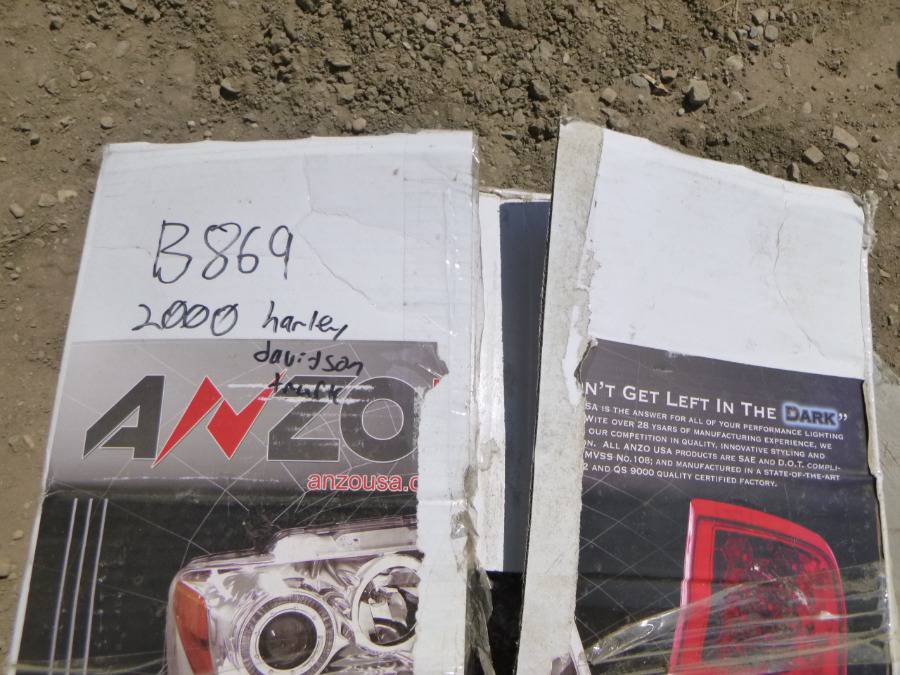 B869
2000 harley
davidson
truck
ANZO
anzousa.c
N'T GET LEFT IN THE DARK"
SA IS THE ANSWER FOR ALL OF YOUR PERFORMANCE LIGHTING
WITE OVER 28 YEARS OF MANUFACTURING EXPERIENCE, WE
OUR COMPETITION IN QUALITY, INNOVATIVE STYLING AND
N. ALL ANZO USA PRODUCTS ARE SAE AND D.O.T. COMPLI-
MVSS NO.108; AND MANUFACTURED IN A STATE-OF-THE-ART
2 AND QS 9000 QUALITY CERTIFIED FACTORY.